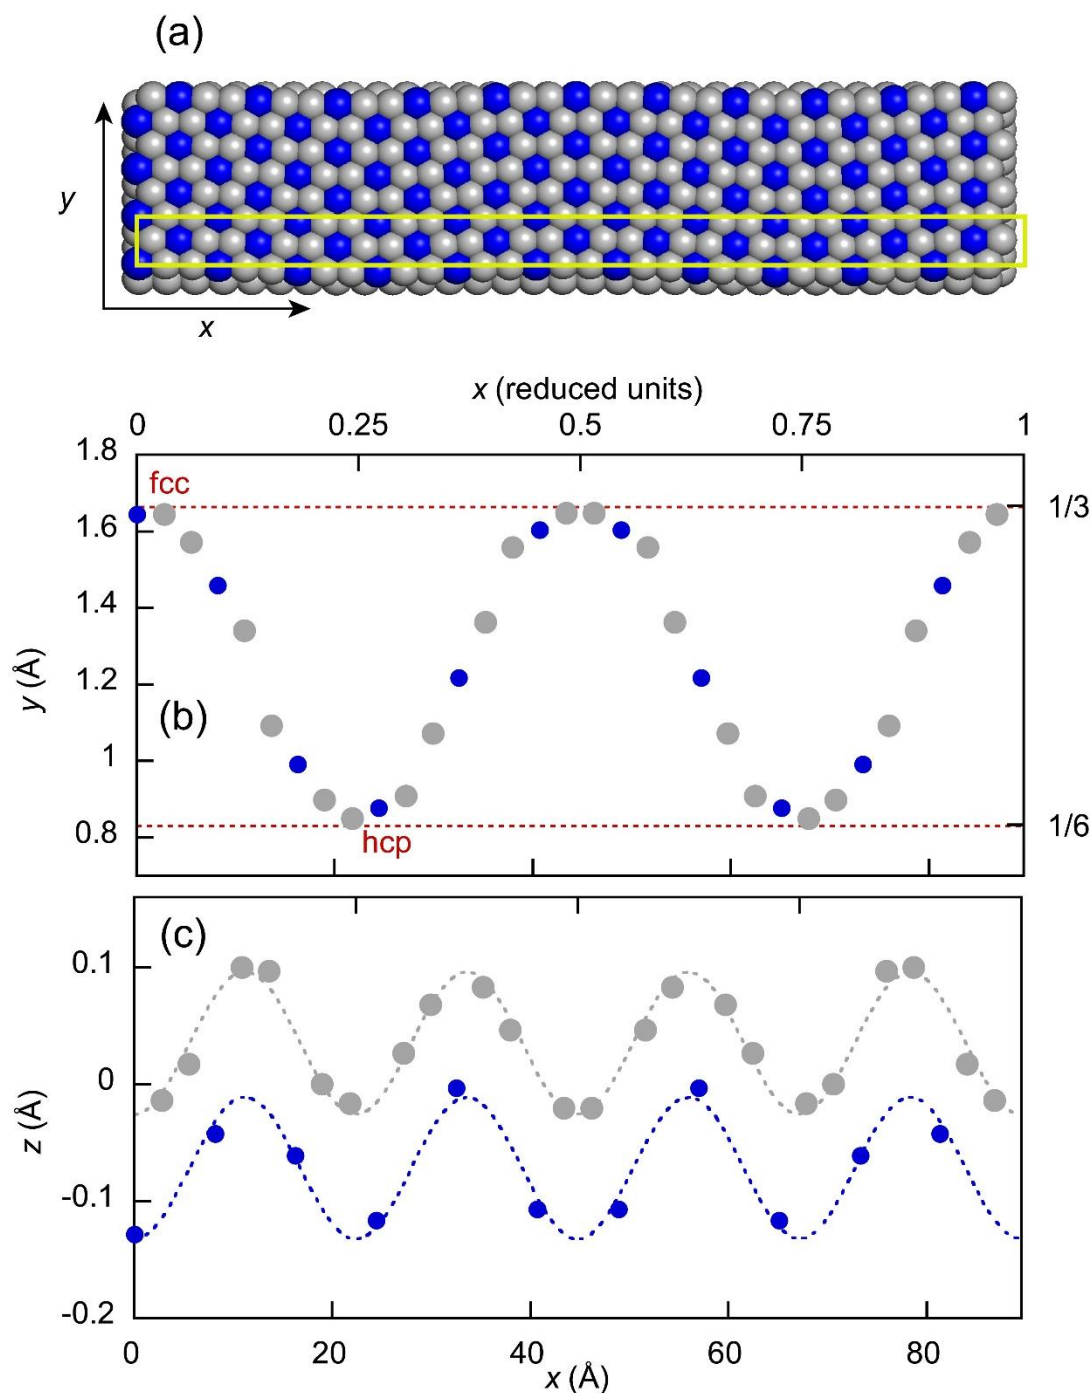 (a)
y
x
x (reduced units)
0 0.25 0.5 0.75 1
1.8
fcc
1/3
1.6
1.4
1.2
y (Å)
(b)
1
0.8
hcp
1/6
(c)
0.1
0
z (Å)
-0.1
-0.2
0 20 40 60 80
x (Å)